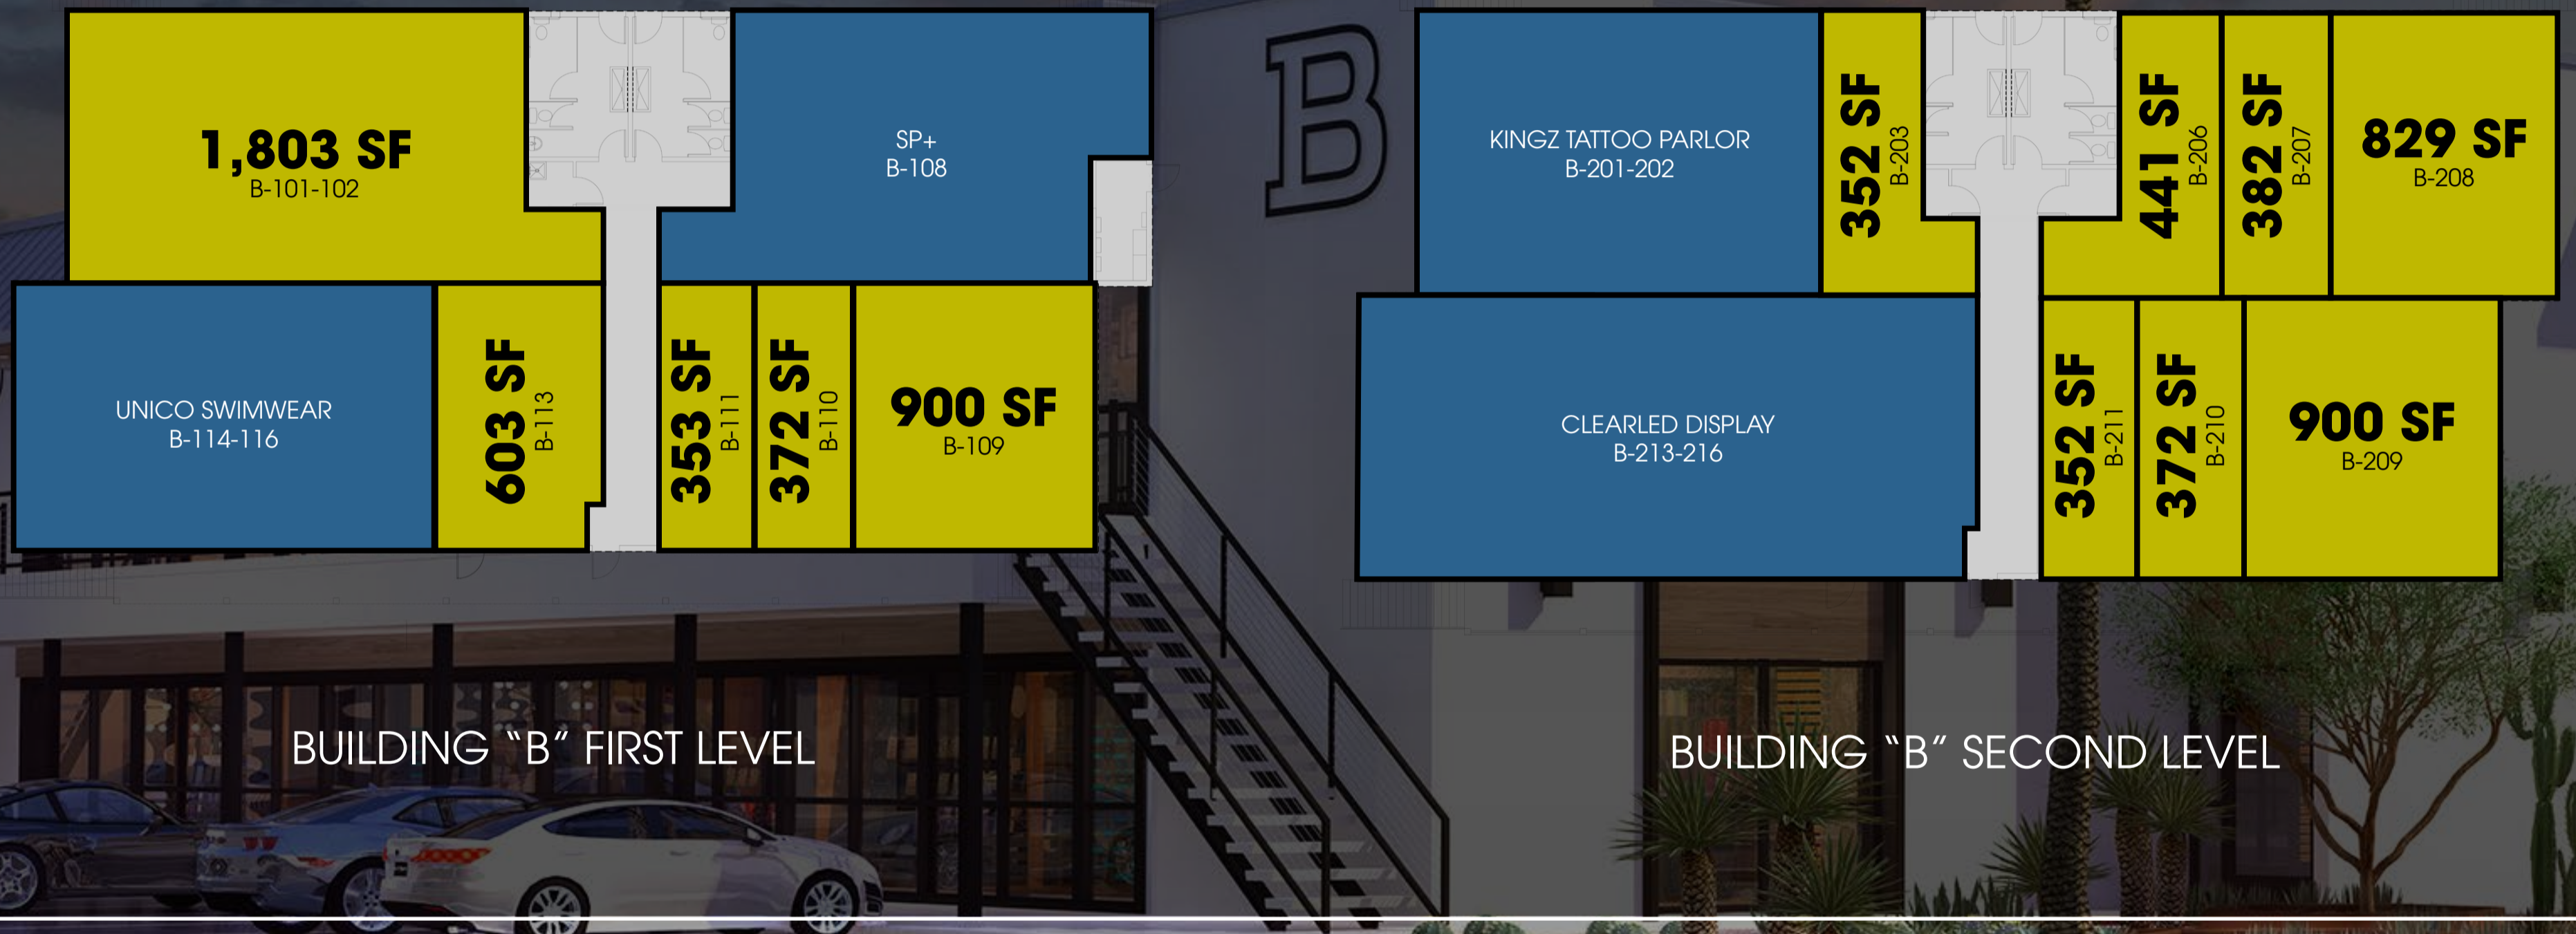 1,803 SF
B-101-102
SP+
B-108
UNICO SWIMWEAR
B-114-116
603 SF
B-113
353 SF
B-111
372 SF
B-110
900 SF
B-109
BUILDING “B” FIRST LEVEL
B
KINGZ TATTOO PARLOR
B-201-202
352 SF
B-203
441 SF
B-206
382 SF
B-207
829 SF
B-208
CLEARLED DISPLAY
B-213-216
352 SF
B-211
372 SF
B-210
900 SF
B-209
BUILDING “B” SECOND LEVEL